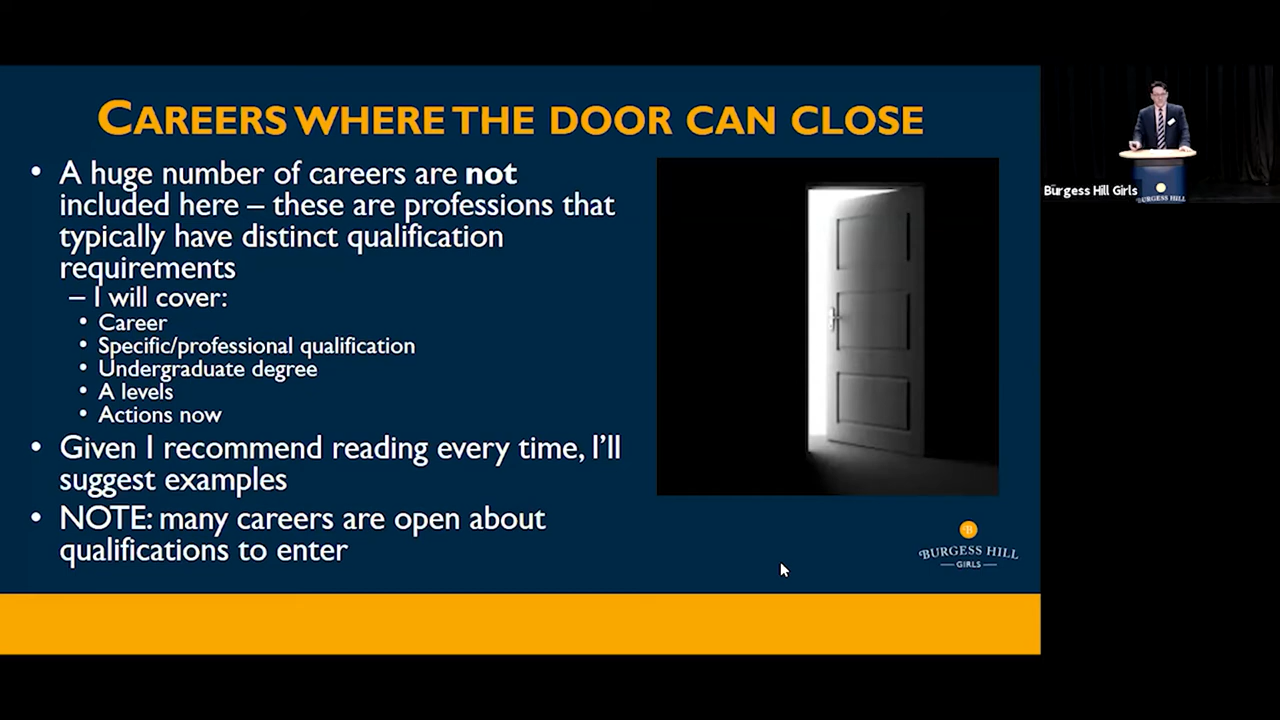 CAREERS WHERE THE DOOR CAN CLOSE
• A huge number of careers are not
included here – these are professions that
typically have distinct qualification
requirements
– I will cover:
• Career
• Specific/professional qualification
• Undergraduate degree
• A levels
• Actions now
• Given I recommend reading every time, I'll
suggest examples
• NOTE: many careers are open about
qualifications to enter
B
BURGESS HILL
GIRLS
Burgess Hill Girls
BURGESS HILL